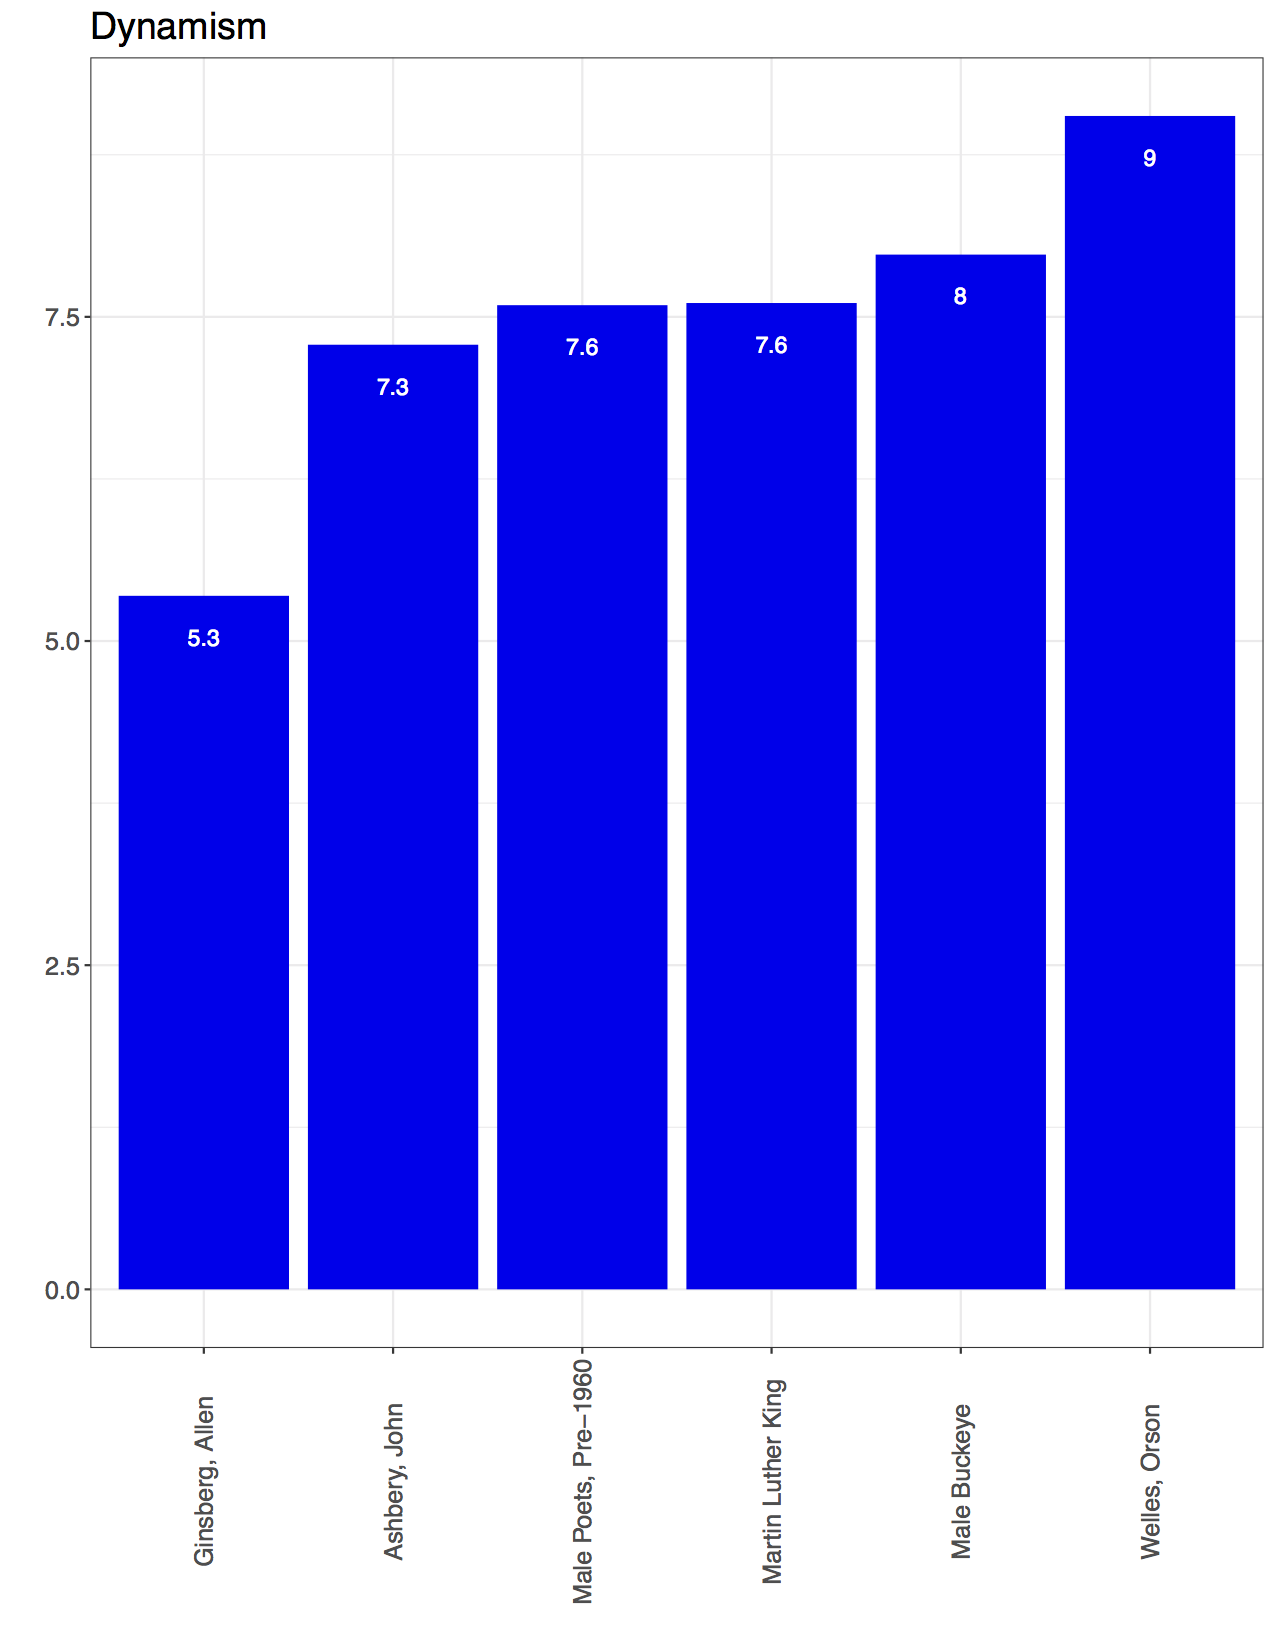 Dynamism
9
8
7.5
7.6
7.6
7.3
5.3
5.0
2.5
0.0
Ginsberg, Allen
Ashbery, John
Male Poets, Pre−1960
Martin Luther King
Male Buckeye
Welles, Orson